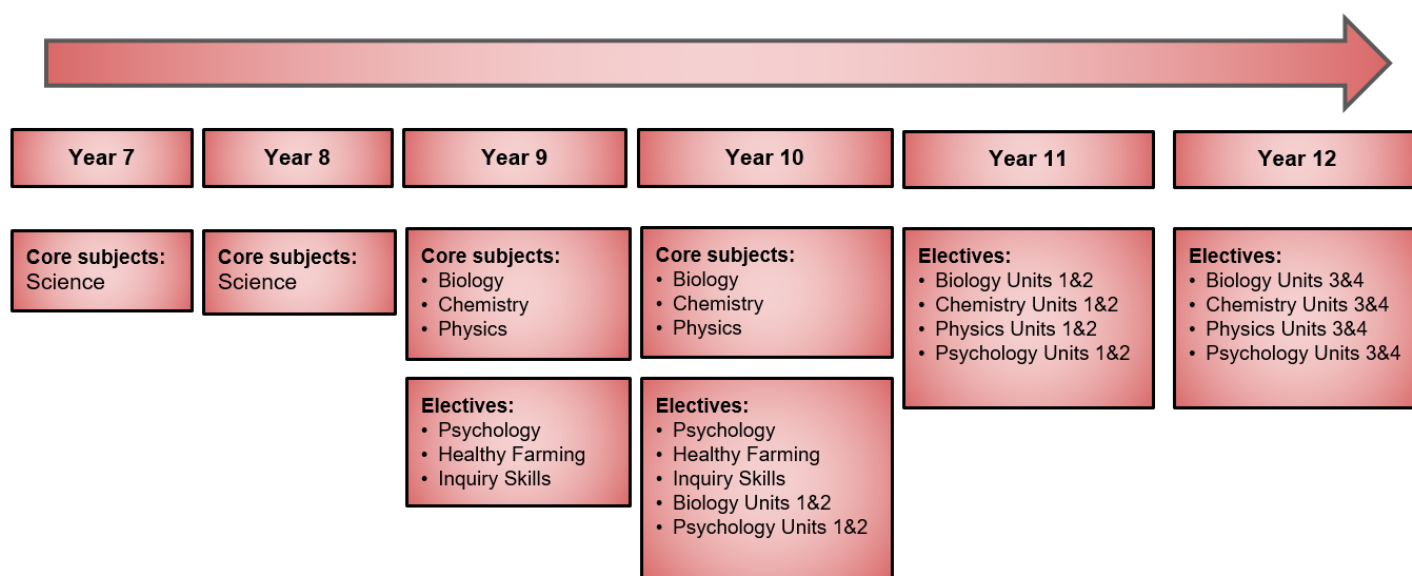 Year 7
Year 8
Year 9
Year 10
Year 11
Year 12
Core subjects:
Science
Core subjects:
Science
Core subjects:
• Biology
• Chemistry
• Physics
Electives:
• Psychology
• Healthy Farming
• Inquiry Skills
Core subjects:
• Biology
• Chemistry
• Physics
Electives:
• Psychology
• Healthy Farming
• Inquiry Skills
• Biology Units 1&2
• Psychology Units 1&2
Electives:
• Biology Units 1&2
• Chemistry Units 1&2
• Physics Units 1&2
• Psychology Units 1&2
Electives:
• Biology Units 3&4
• Chemistry Units 3&4
• Physics Units 3&4
• Psychology Units 3&4